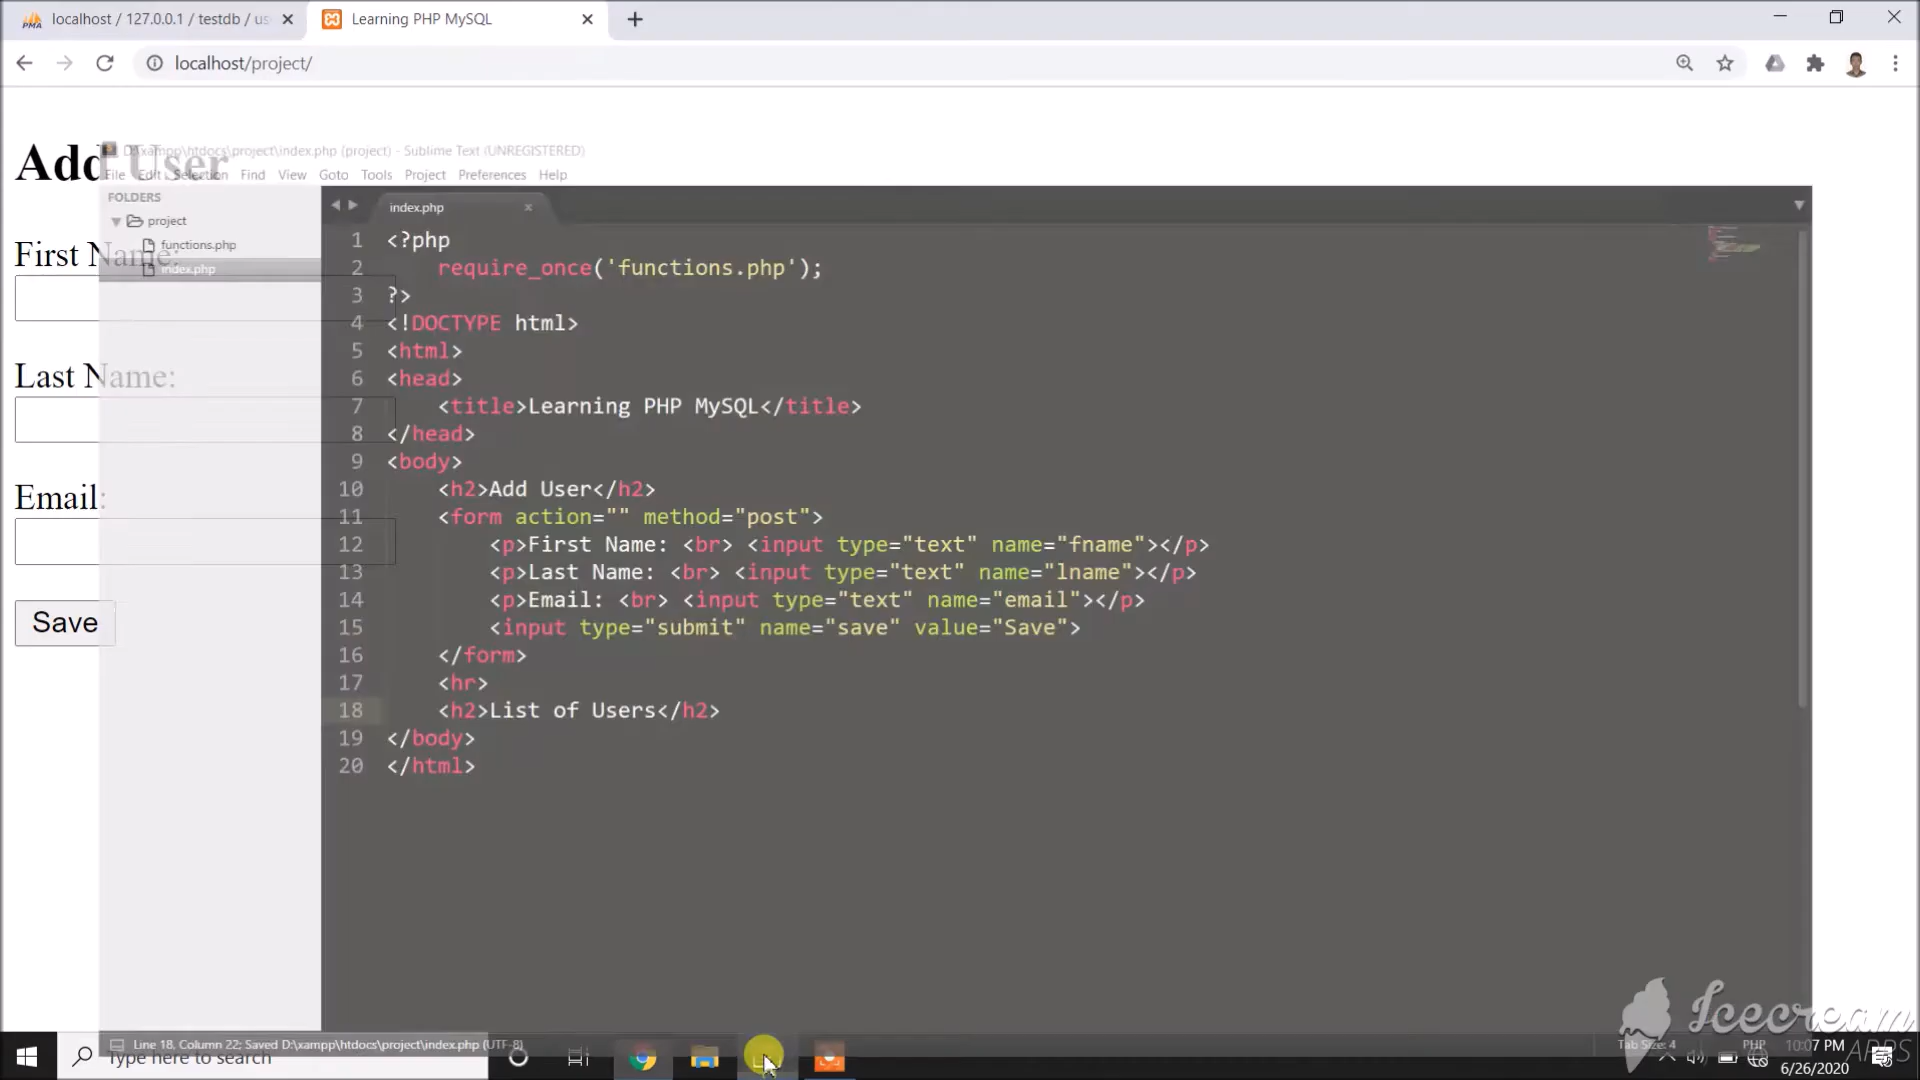 localhost / 127.0.0.1 / testdb / us
Learning PHP MySQL
localhost/project/
Add User
D:\xampp\htdocs\project\index.php (project) - Sublime Text (UNREGISTERED)
File Edit Selection Find View Goto Tools Project Preferences Help
FOLDERS
project
functions.php
index.php
First Name:
Last Name:
Email:
Save
index.php
1 <?php
2 require_once('functions.php');
3 ?>
4 <!DOCTYPE html>
5 <html>
6 <head>
7 <title>Learning PHP MySQL</title>
8 </head>
9 <body>
10 <h2>Add User</h2>
11 <form action="" method="post">
12 <p>First Name: <br> <input type="text" name="fname"></p>
13 <p>Last Name: <br> <input type="text" name="lname"></p>
14 <p>Email: <br> <input type="text" name="email"></p>
15 <input type="submit" name="save" value="Save">
16 </form>
17 <hr>
18 <h2>List of Users</h2>
19 </body>
20 </html>
Line 18, Column 22; Saved D:\xampp\htdocs\project\index.php (UTF-8)
Tab Size: 4
PHP
Type here to search
10:07 PM
6/26/2020
Icecream
APPS